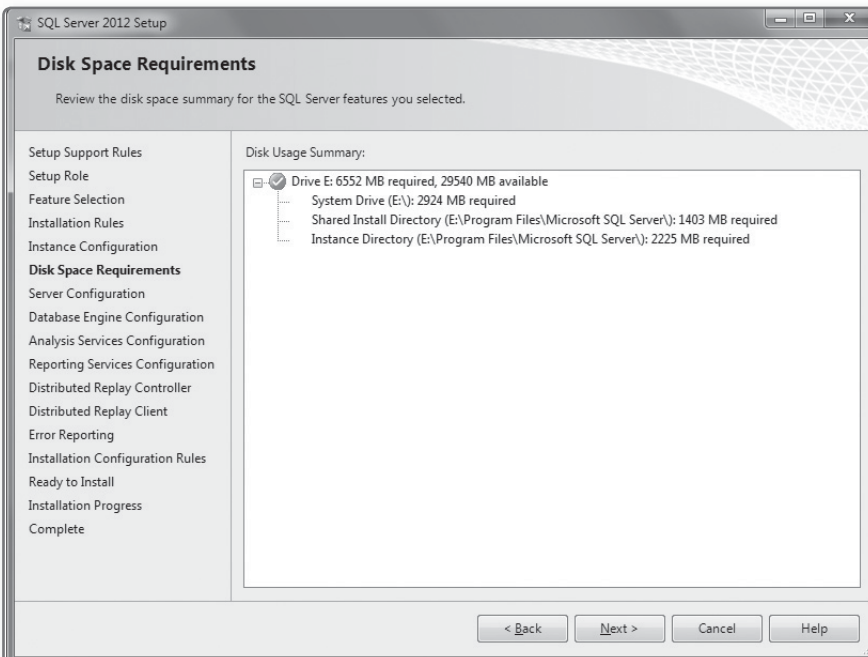 SQL Server 2012 Setup
Disk Space Requirements
Review the disk space summary for the SQL Server features you selected.
Setup Support Rules
Setup Role
Feature Selection
Installation Rules
Instance Configuration
Disk Space Requirements
Server Configuration
Database Engine Configuration
Analysis Services Configuration
Reporting Services Configuration
Distributed Replay Controller
Distributed Replay Client
Error Reporting
Installation Configuration Rules
Ready to Install
Installation Progress
Complete
Disk Usage Summary:
Drive E: 6552 MB required, 29540 MB available
System Drive (E:\): 2924 MB required
Shared Install Directory (E:\Program Files\Microsoft SQL Server\): 1403 MB required
Instance Directory (E:\Program Files\Microsoft SQL Server\): 2225 MB required
< Back
Next >
Cancel
Help